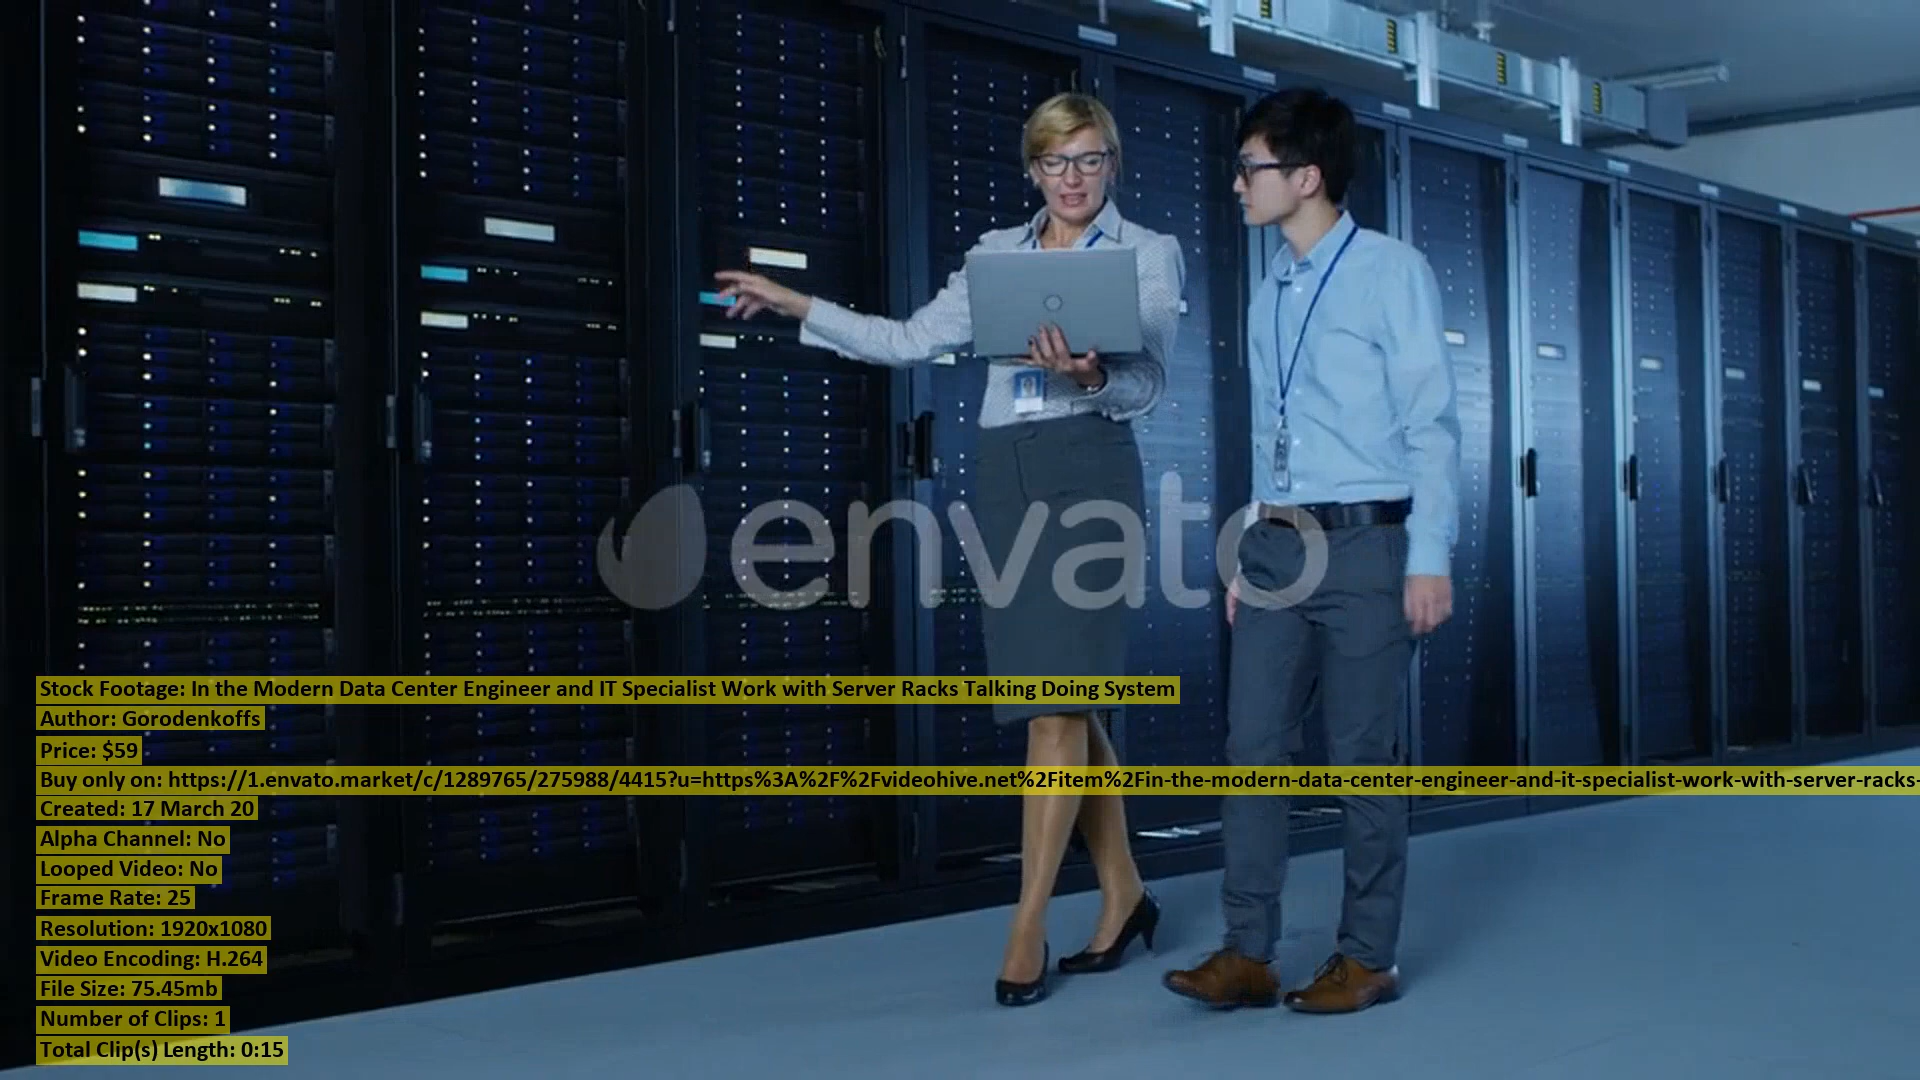 envato
Stock Footage: In the Modern Data Center Engineer and IT Specialist Work with Server Racks Talking Doing System
Author: Gorodenkoffs
Price: $59
Buy only on: https://1.envato.market/c/1289765/275988/4415?u=https%3A%2F%2Fvideohive.net%2Fitem%2Fin-the-modern-data-center-engineer-and-it-specialist-work-with-server-racks-
Created: 17 March 20
Alpha Channel: No
Looped Video: No
Frame Rate: 25
Resolution: 1920x1080
Video Encoding: H.264
File Size: 75.45mb
Number of Clips: 1
Total Clip(s) Length: 0:15